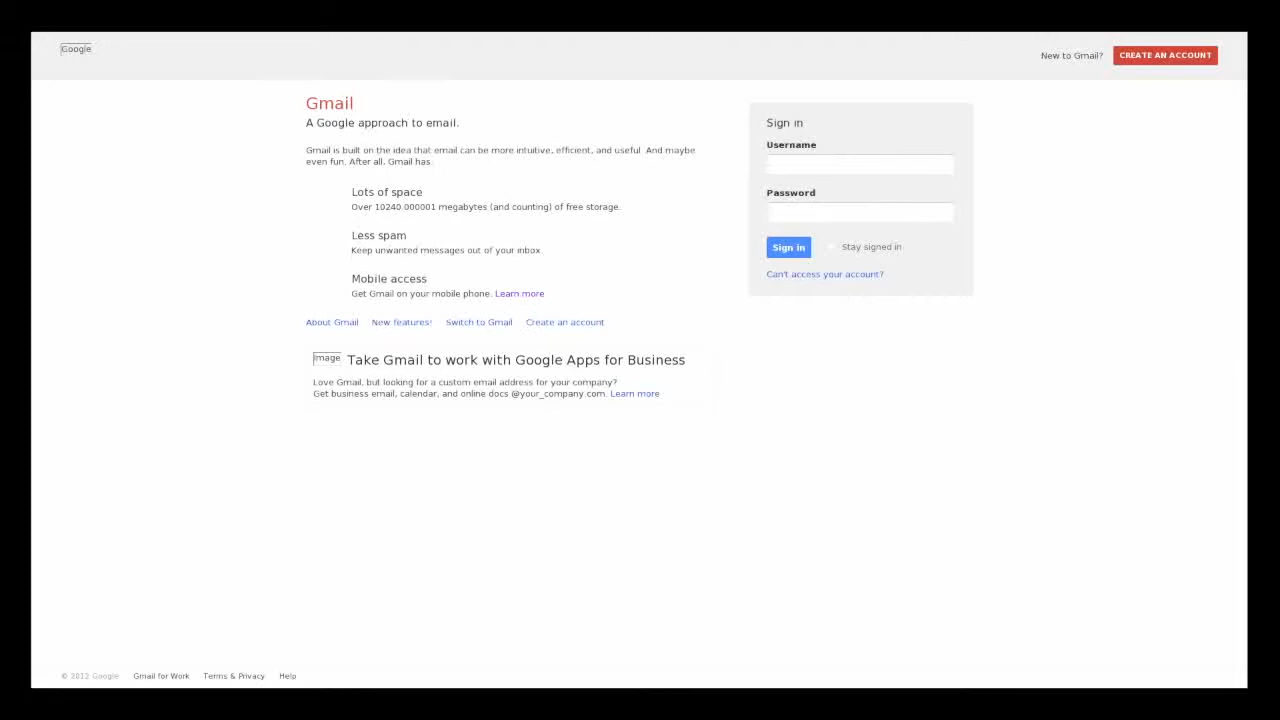 Google
New to Gmail? CREATE AN ACCOUNT
Gmail
A Google approach to email.
Gmail is built on the idea that email can be more intuitive, efficient, and useful. And maybe
even fun. After all, Gmail has:
Lots of space
Over 10240.000001 megabytes (and counting) of free storage.
Less spam
Keep unwanted messages out of your inbox.
Mobile access
Get Gmail on your mobile phone. Learn more
About Gmail New features! Switch to Gmail Create an account
Image Take Gmail to work with Google Apps for Business
Love Gmail, but looking for a custom email address for your company?
Get business email, calendar, and online docs @your_company.com. Learn more
Sign in
Username
Password
Sign in Stay signed in
Can't access your account?
© 2012 Google Gmail for Work Terms & Privacy Help